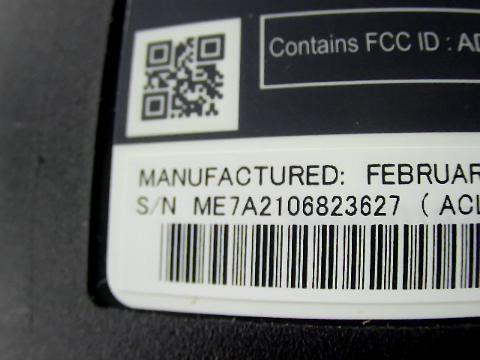 Contains FCC ID : AD
MANUFACTURED: FEBRUAR
S/N ME7A2106823627 ( ACL